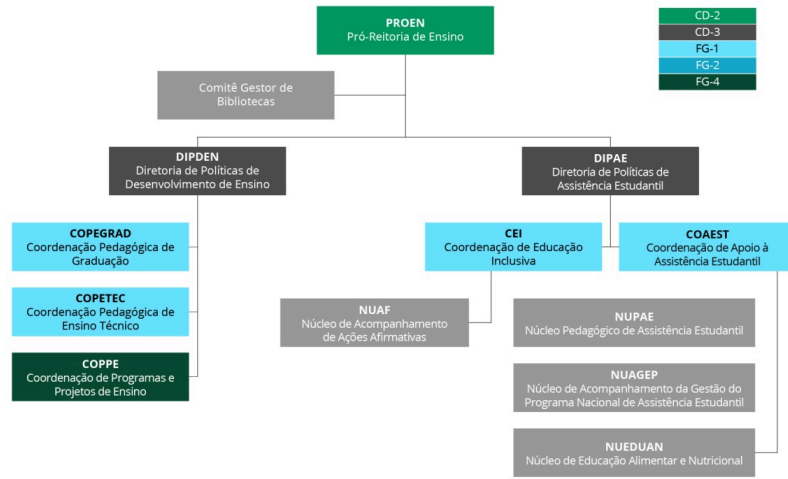 PROEN
Pró-Reitoria de Ensino
CD-2
CD-3
FG-1
FG-2
FG-4
Comitê Gestor de
Bibliotecas
DIPDEN
Diretoria de Políticas de
Desenvolvimento de Ensino
DIPAE
Diretoria de Políticas de
Assistência Estudantil
COPEGRAD
Coordenação Pedagógica de
Graduação
CEI
Coordenação de Educação
Inclusiva
COAEST
Coordenação de Apoio à
Assistência Estudantil
COPETEC
Coordenação Pedagógica de
Ensino Técnico
NUAF
Núcleo de Acompanhamento
de Ações Afirmativas
NUPAE
Núcleo Pedagógico de Assistência Estudantil
COPPE
Coordenação de Programas e
Projetos de Ensino
NUAGEP
Núcleo de Acompanhamento da Gestão do
Programa Nacional de Assistência Estudantil
NUEDUAN
Núcleo de Educação Alimentar e Nutricional